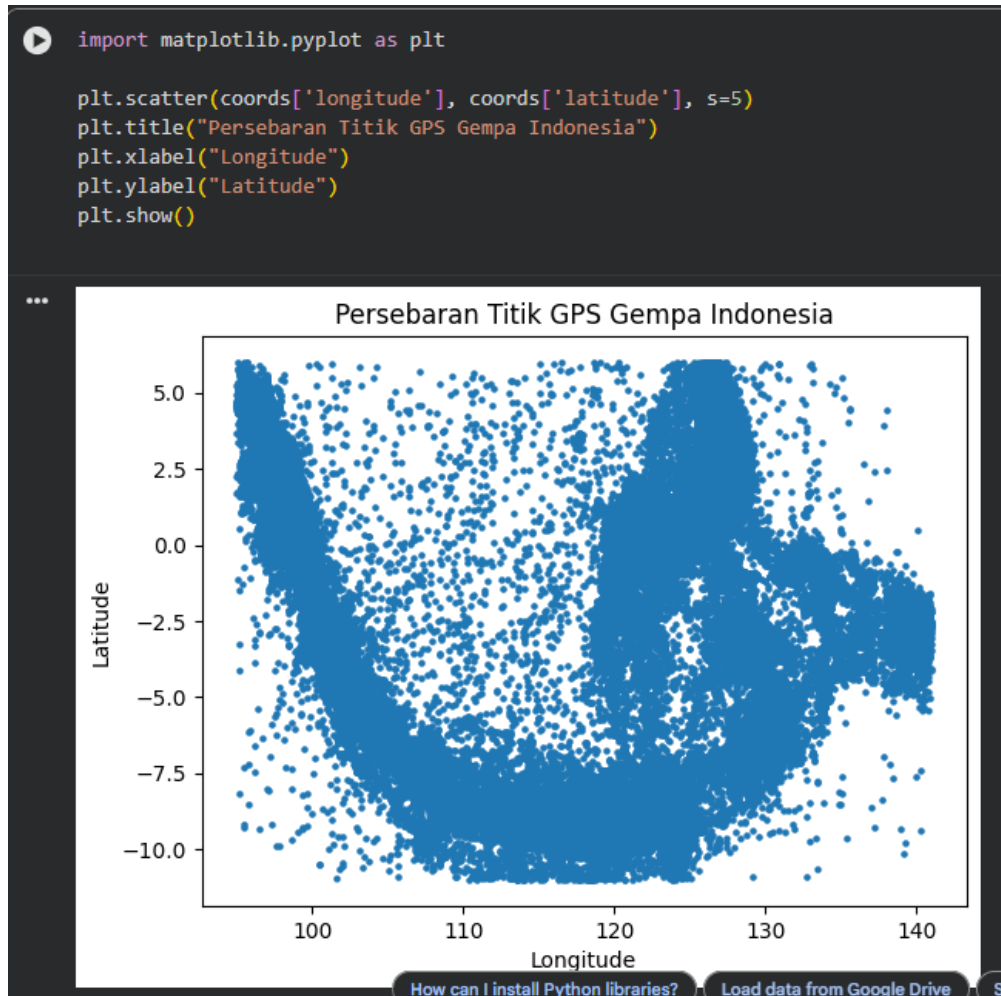 import matplotlib.pyplot as plt
plt.scatter(coords['longitude'], coords['latitude'], s=5)
plt.title("Persebaran Titik GPS Gempa Indonesia")
plt.xlabel("Longitude")
plt.ylabel("Latitude")
plt.show()
Persebaran Titik GPS Gempa Indonesia
5.0
2.5
0.0
−2.5
−5.0
−7.5
−10.0
Latitude
100 110 120 130 140
Longitude
How can I install Python libraries? Load data from Google Drive S